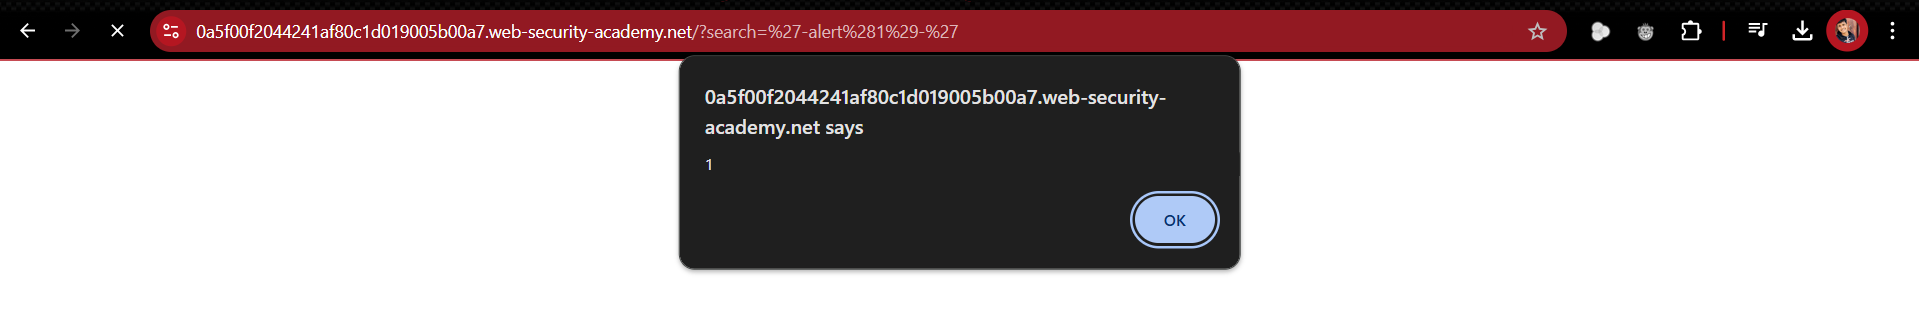 0a5f00f2044241af80c1d019005b00a7.web-security-academy.net/?search=%27-alert%281%29-%27
0a5f00f2044241af80c1d019005b00a7.web-security-
academy.net says
1
OK